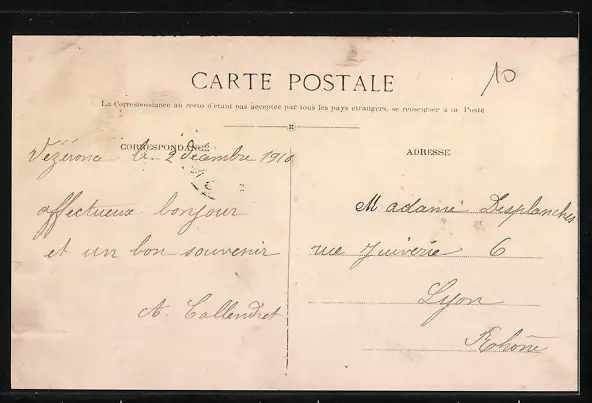 CARTE POSTALE
10
La Correspondance au recto n'étant pas acceptée par tous les pays étrangers, se renseigner à la Poste
CORRESPONDANCE
Vézeronce le 2 décembre 1910
affectueux bonjour
et un bon souvenir
A. Callendret
ADRESSE
Madame Desplanches
rue Juiverie 6
Lyon
Rhône